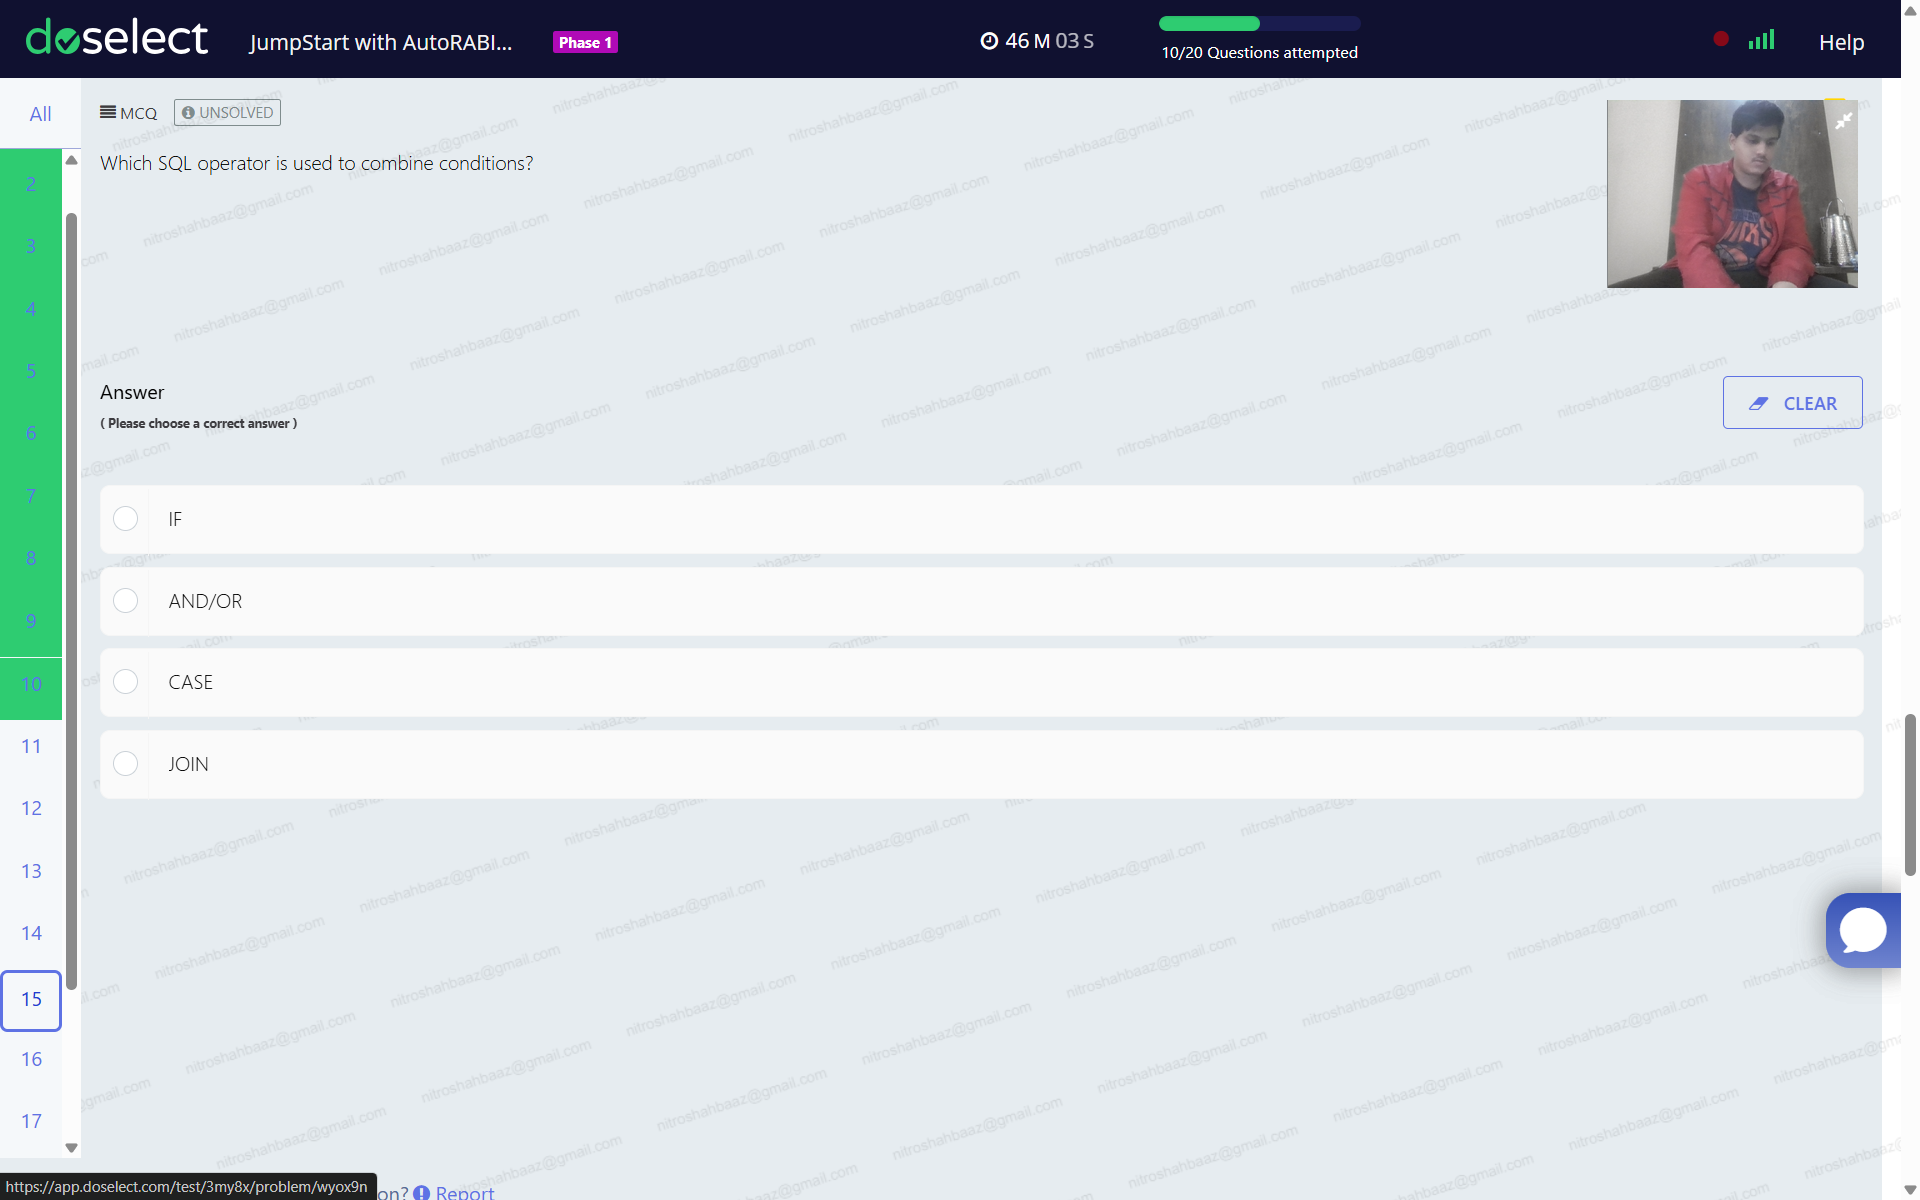 doselect
JumpStart with AutoRABI...
Phase 1
46 M 03 S
10/20 Questions attempted
Help
All
MCQ
UNSOLVED
Which SQL operator is used to combine conditions?
2
3
4
5
6
7
8
9
10
11
12
13
14
15
16
17
Answer
( Please choose a correct answer )
CLEAR
IF
AND/OR
CASE
JOIN
nitroshahbaaz@gmail.com
https://app.doselect.com/test/3my8x/problem/wyox9n
on? Report